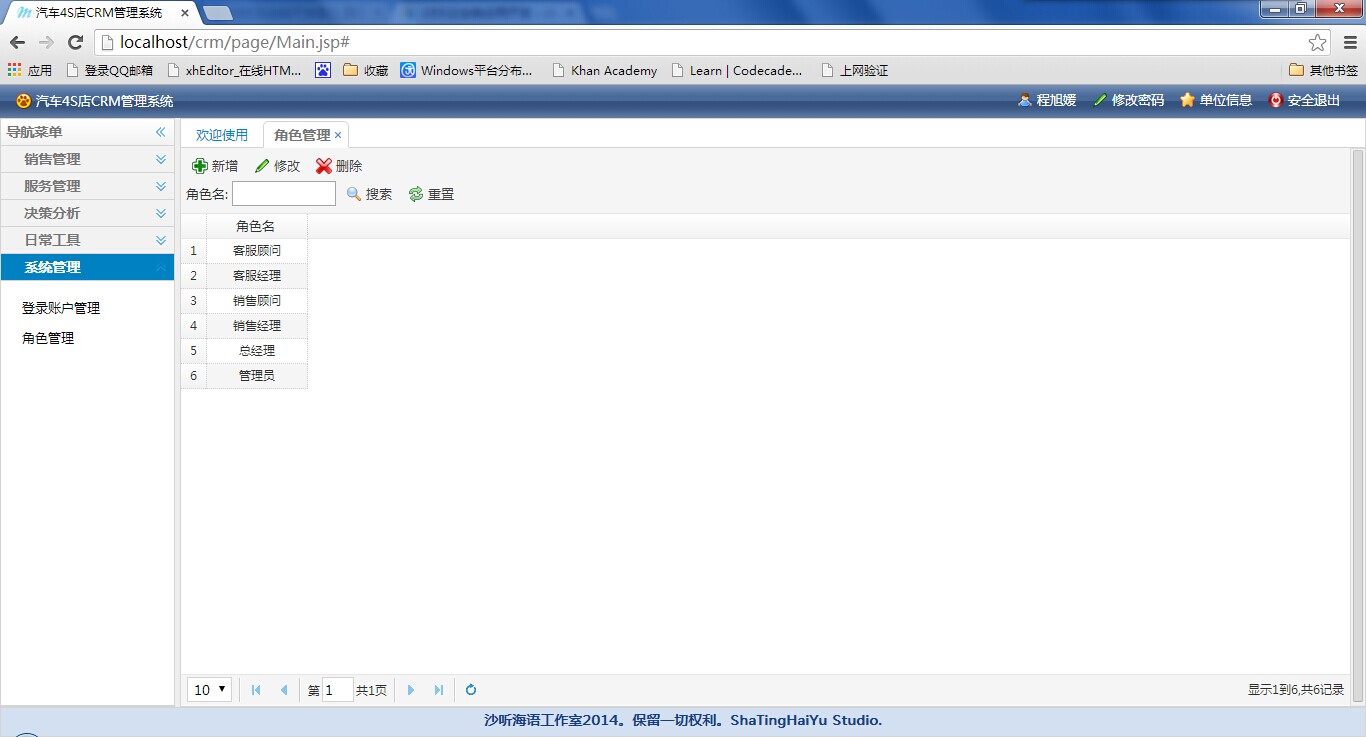 汽车4S店CRM管理系统
localhost/crm/page/Main.jsp#
应用 登录QQ邮箱 xhEditor_在线HTM... 收藏 Windows平台分布... Khan Academy Learn | Codecade... 上网验证 其他书签
汽车4S店CRM管理系统 程旭媛 修改密码 单位信息 安全退出
导航菜单
销售管理
服务管理
决策分析
日常工具
系统管理
登录账户管理
角色管理
欢迎使用 角色管理
新增 修改 删除
角色名: 搜索 重置
角色名
1 客服顾问
2 客服经理
3 销售顾问
4 销售经理
5 总经理
6 管理员
10 第 1 共1页 显示1到6,共6记录
沙听海语工作室2014。保留一切权利。ShaTingHaiYu Studio.